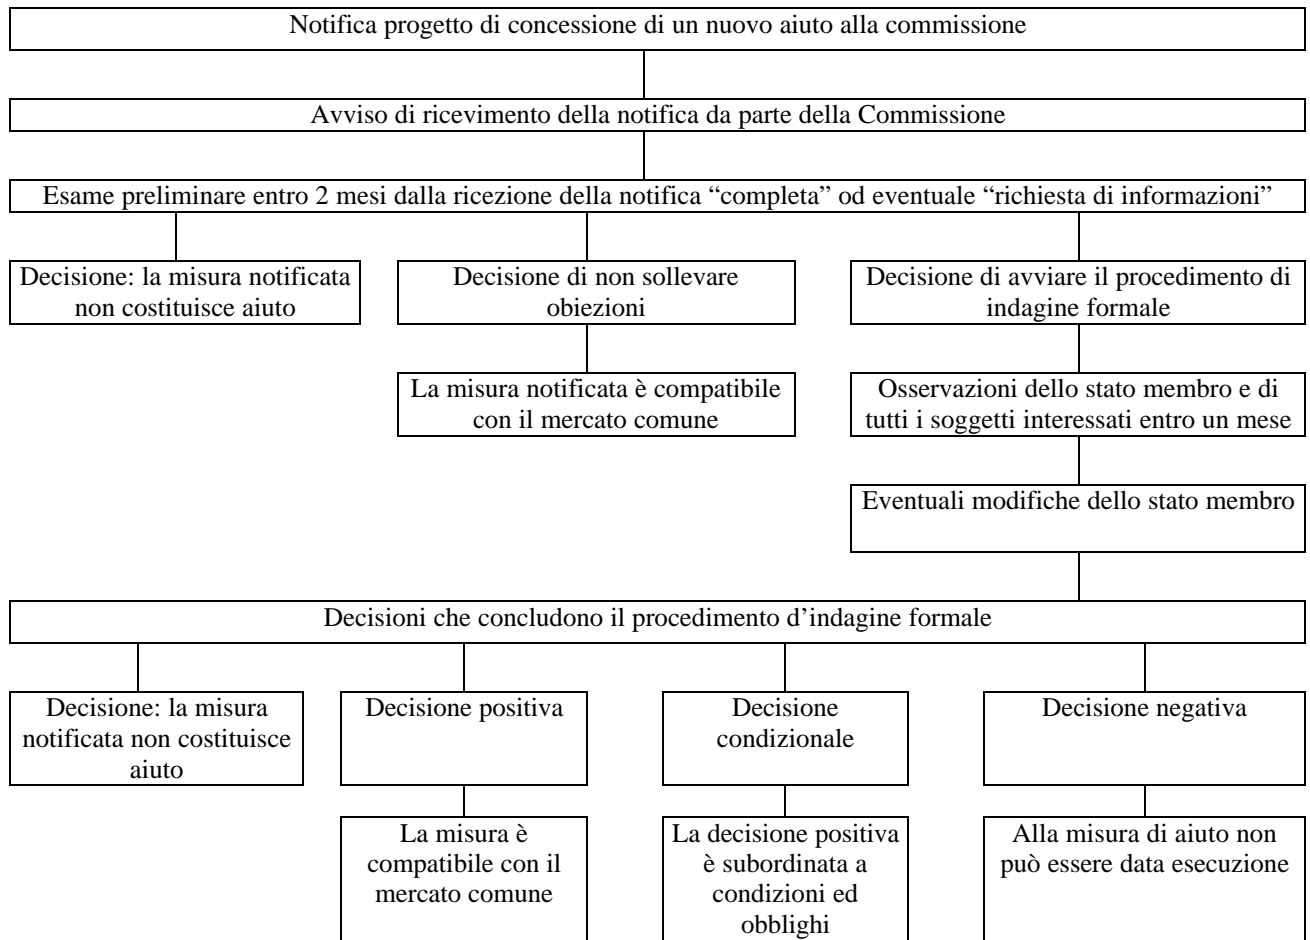 Notifica progetto di concessione di un nuovo aiuto alla commissione
Avviso di ricevimento della notifica da parte della Commissione
Esame preliminare entro 2 mesi dalla ricezione della notifica “completa” od eventuale “richiesta di informazioni”
Decisione: la misura notificata
non costituisce aiuto
Decisione di non sollevare
obiezioni
Decisione di avviare il procedimento di
indagine formale
La misura notificata è compatibile
con il mercato comune
Osservazioni dello stato membro e di
tutti i soggetti interessati entro un mese
Eventuali modifiche dello stato membro
Decisioni che concludono il procedimento d’indagine formale
Decisione: la misura
notificata non costituisce
aiuto
Decisione positiva
Decisione
condizionale
Decisione negativa
La misura è
compatibile con il
mercato comune
La decisione positiva
è subordinata a
condizioni ed
obblighi
Alla misura di aiuto non
può essere data esecuzione